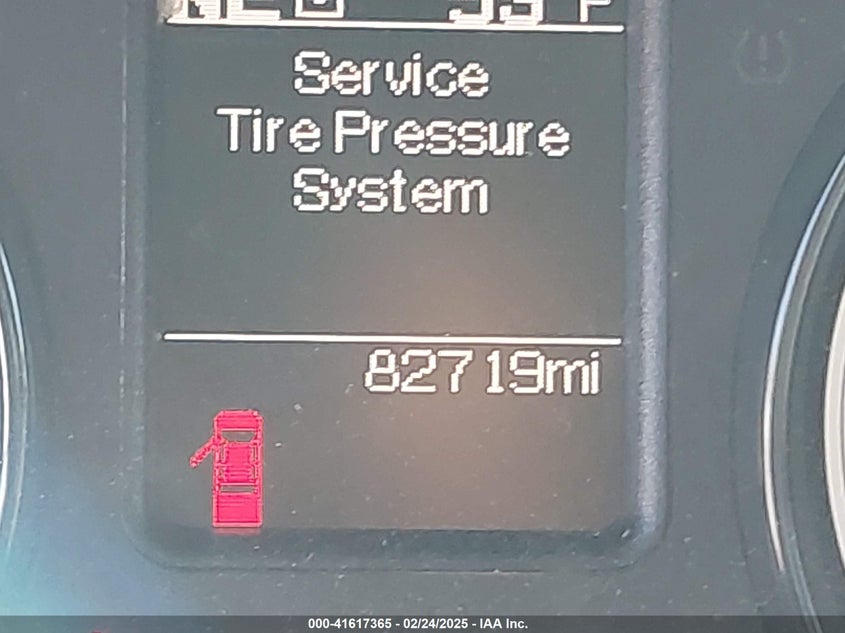 Service
Tire Pressure
System
82719mi
000-41617365 - 02/24/2025 - IAA Inc.